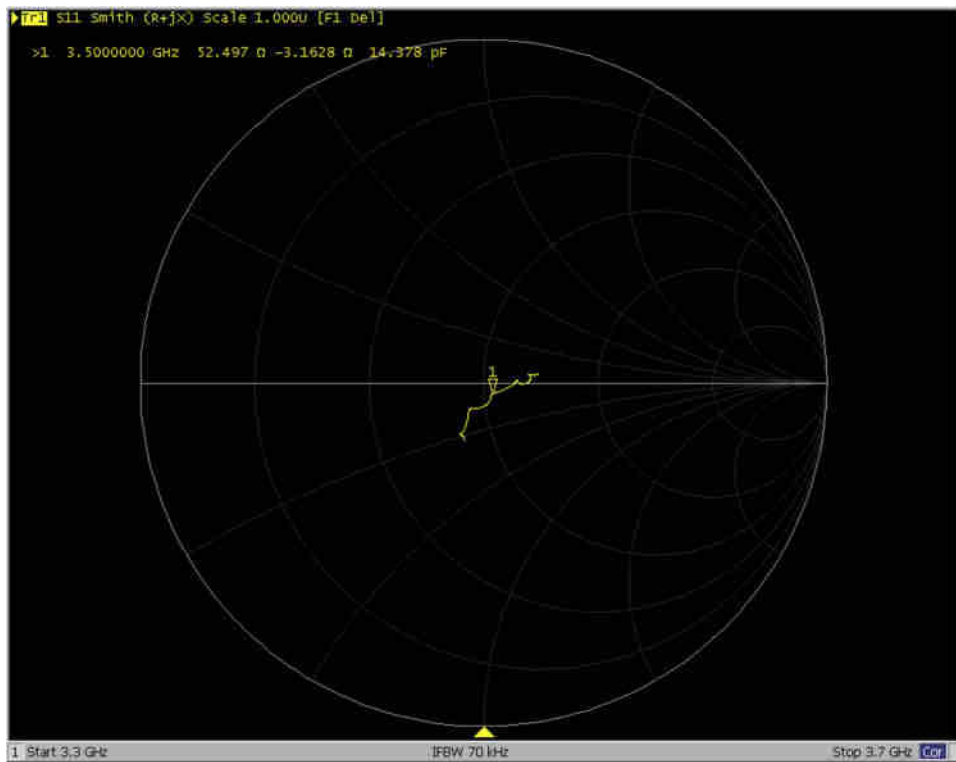 Tr1 S11 Smith (R+jX) Scale 1.000U [F1 Del]
>1 3.5000000 GHz 52.497 Ω -3.1628 Ω 14.378 pF
1
1 Start 3.3 GHz IFBW 70 kHz Stop 3.7 GHz Cor